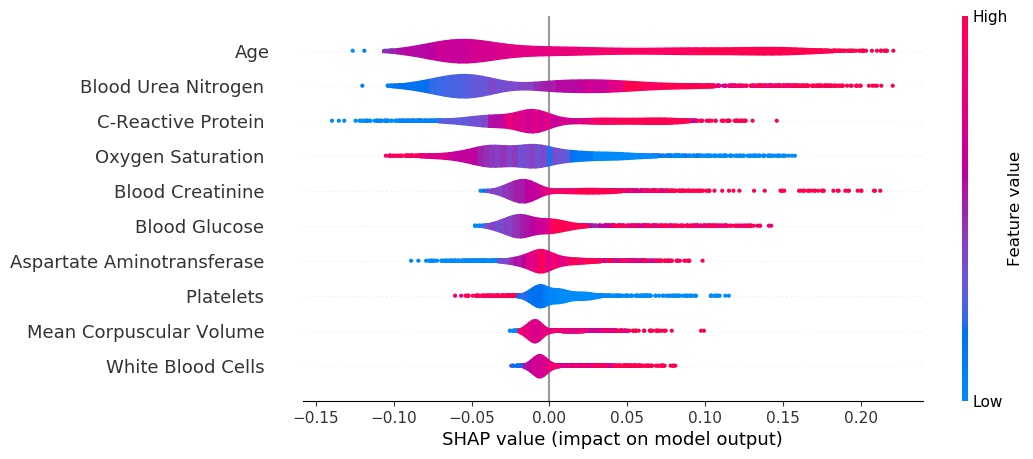 High
Age
Blood Urea Nitrogen
C-Reactive Protein
Oxygen Saturation
Blood Creatinine
Blood Glucose
Aspartate Aminotransferase
Platelets
Mean Corpuscular Volume
White Blood Cells
Feature value
Low
−0.15 −0.10 −0.05 0.00 0.05 0.10 0.15 0.20
SHAP value (impact on model output)